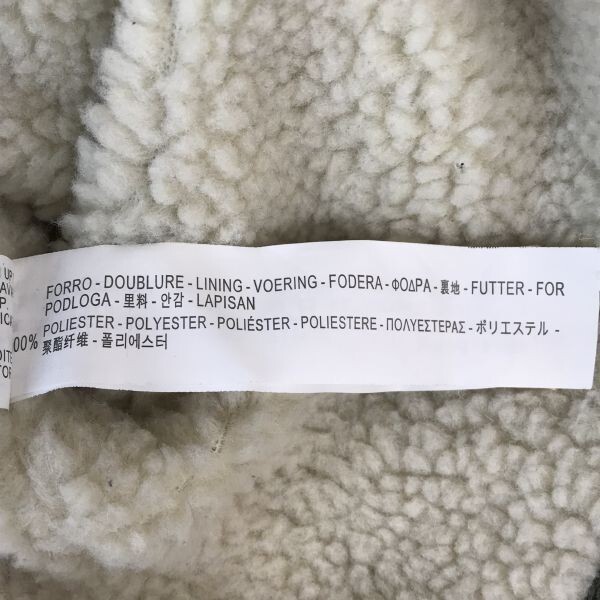 FORRO - DOUBLURE - LINING - VOERING - FODERA - ΦΟΔΡΑ - 裏地 - FUTTER - FOR
PODLOGA - 里料 - 안감 - LAPISAN
00% POLIESTER - POLYESTER - POLIÉSTER - POLIESTERE - ΠΟΛΥΕΣΤΕΡΑΣ - ポリエステル -
聚酯纤维 - 폴리에스터